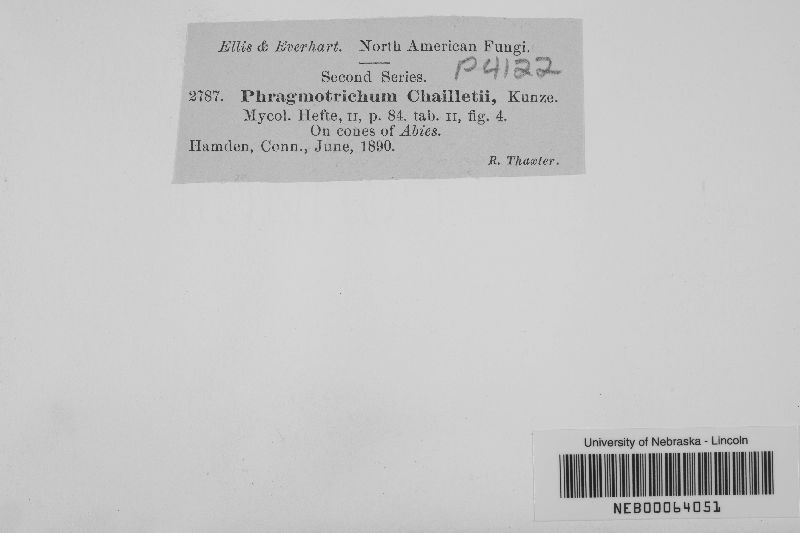 Ellis & Everhart. North American Fungi.
Second Series. P4122
2787. Phragmotrichum Chailletii, Kunze.
Mycol. Hefte, II, p. 84, tab. II, fig. 4.
On cones of Abies.
Hamden, Conn., June, 1890.
R. Thaxter.
University of Nebraska - Lincoln
NEB00064051